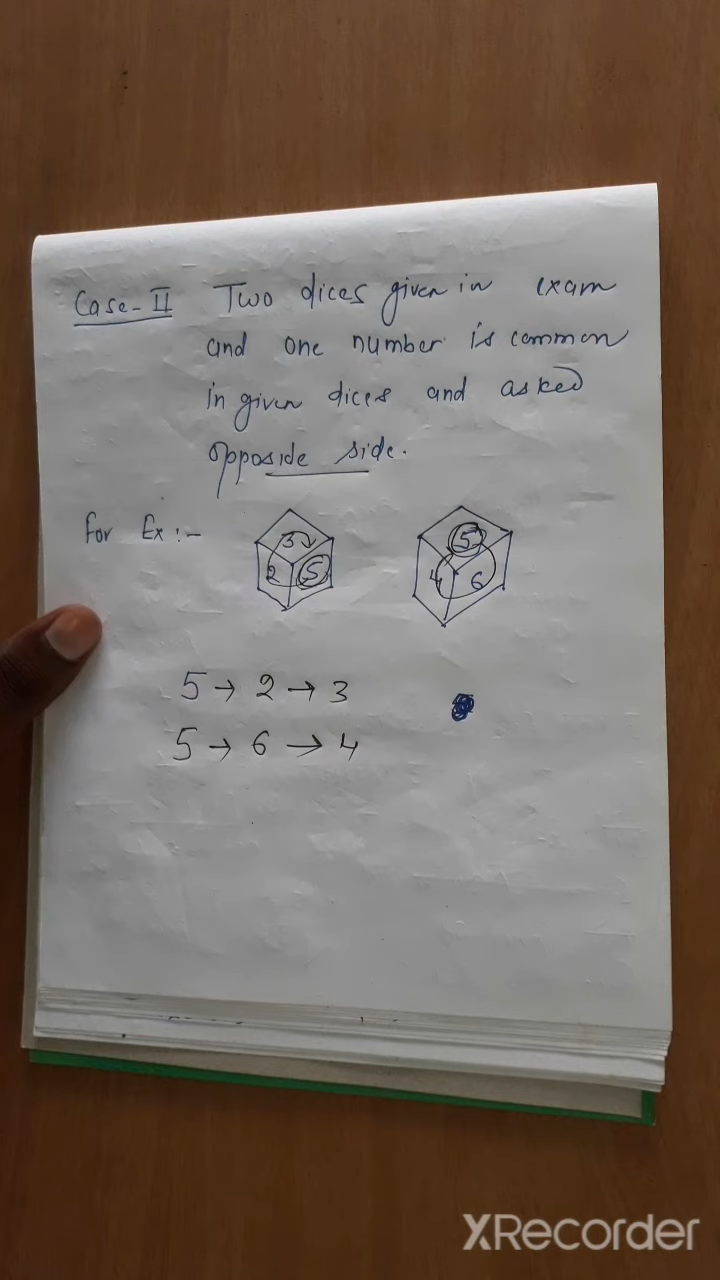 Case-II Two dices given in exam
and one number is common
in given dices and asked
opposide side.
For Ex :-
3 2 5
5 4 6
5 → 2 → 3
5 → 6 → 4
XRecorder